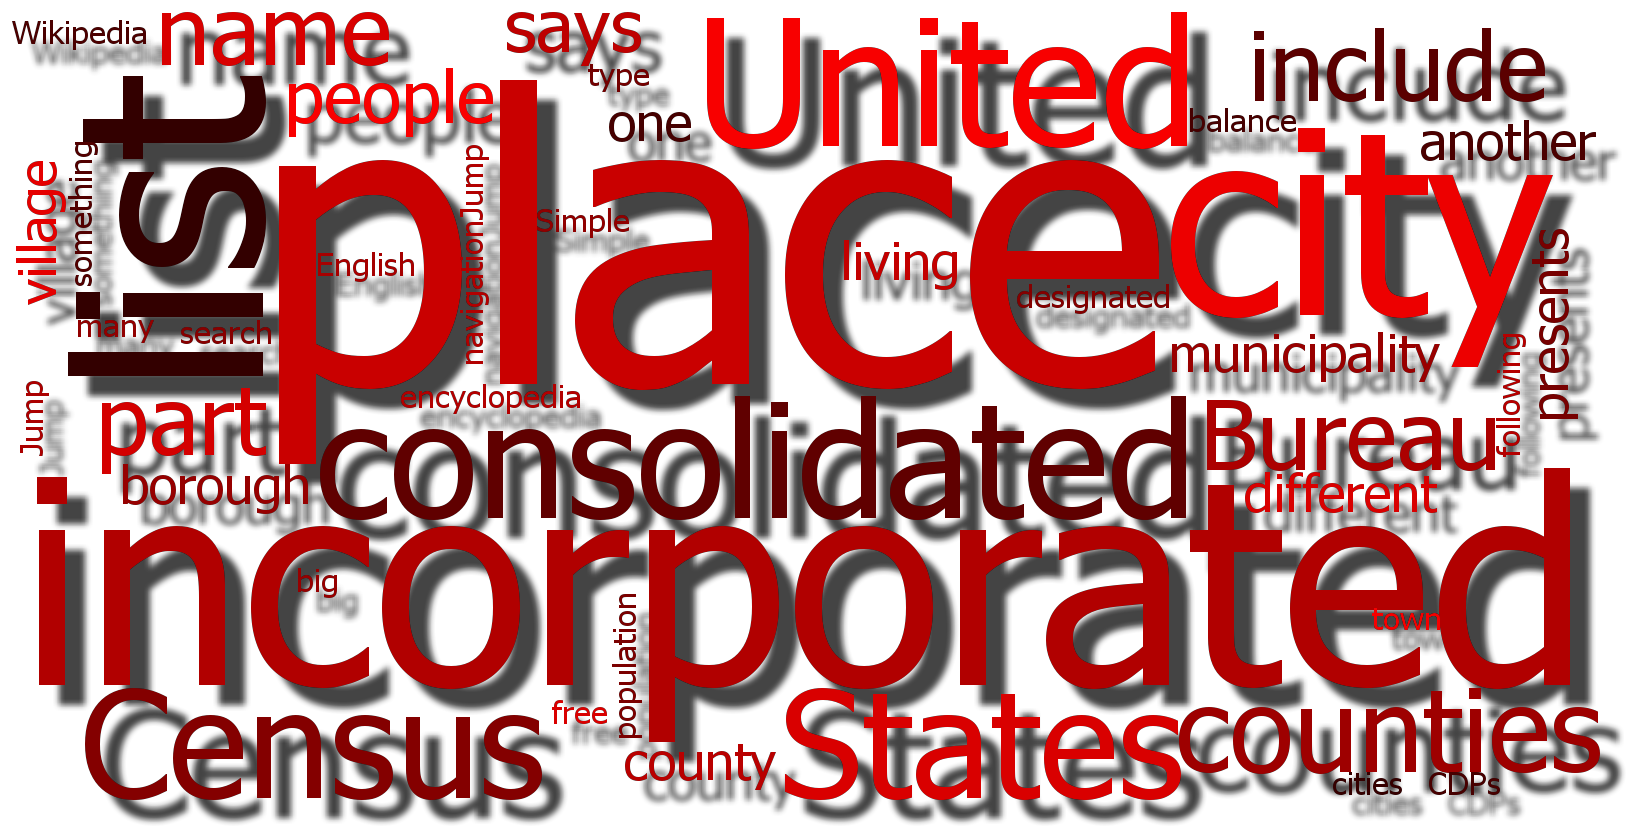 Wikipedia
name
says
United
include
type
people
one
balance
another
list
something
village
place
city
navigationJump
Simple
English
living
designated
presents
many
search
municipality
following
Jump
part
encyclopedia
consolidated
Bureau
borough
different
incorporated
big
population
town
Census
free
States
counties
county
cities
CDPs